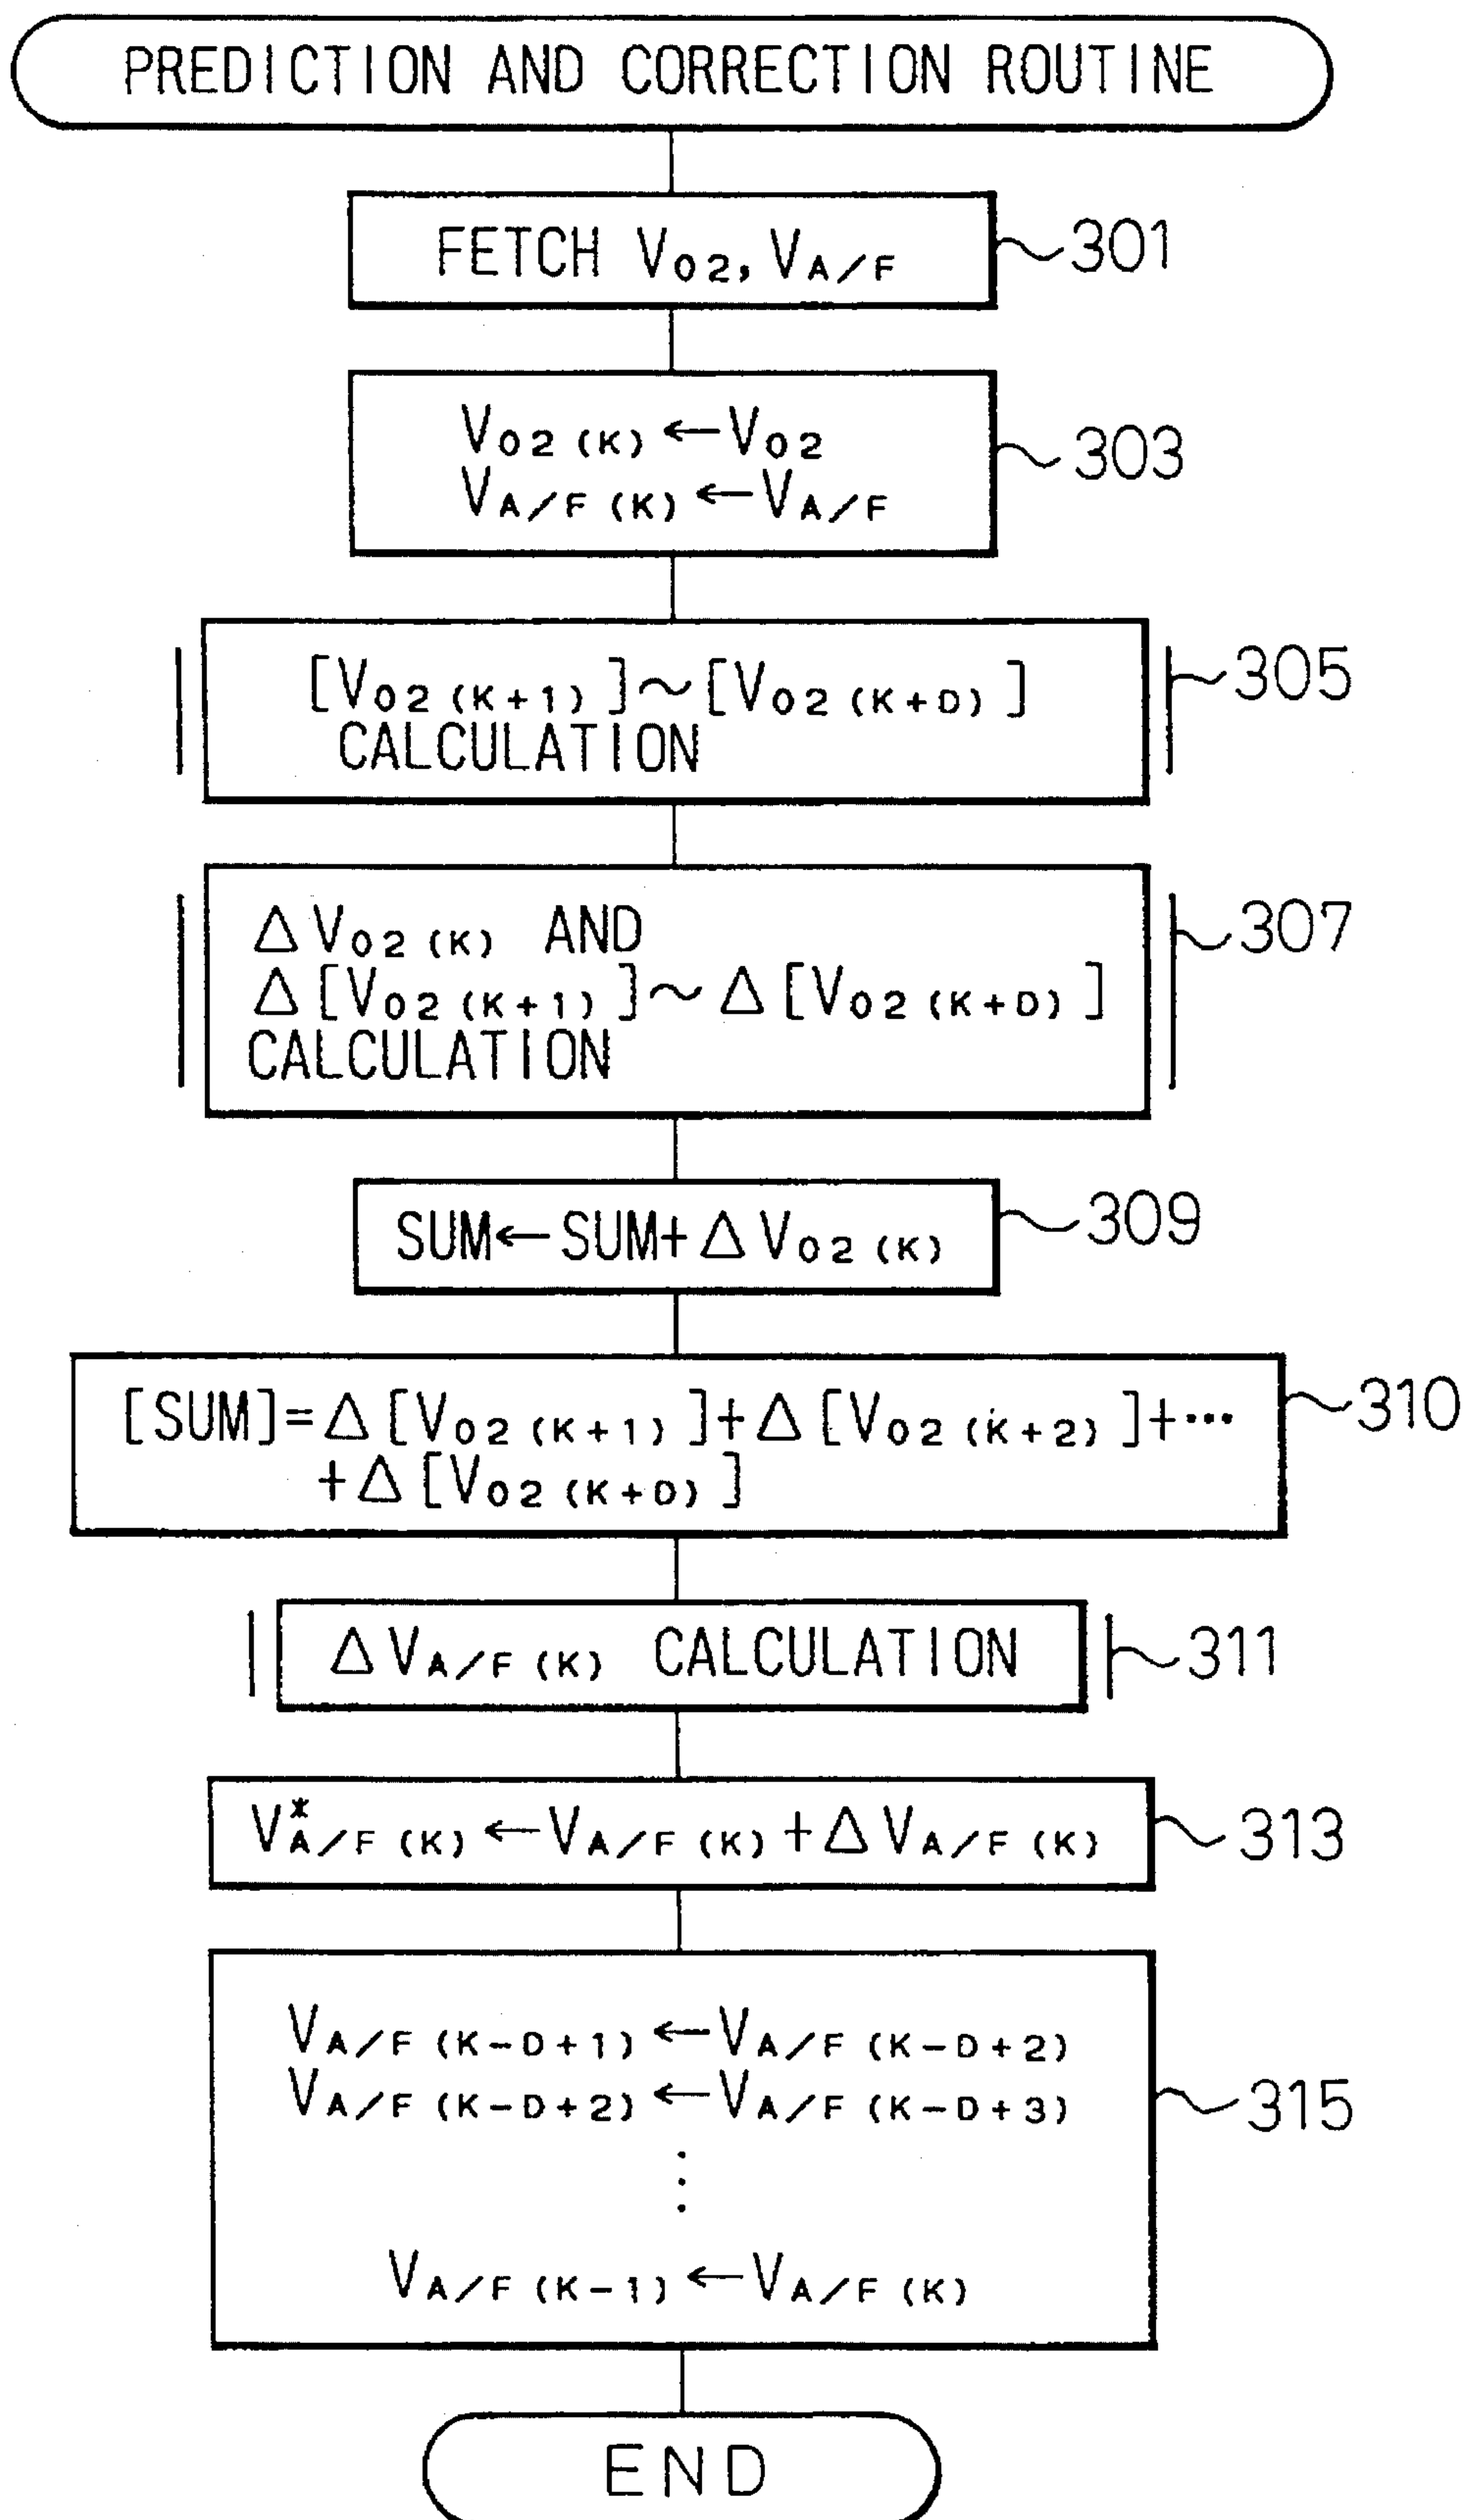 PREDICTION AND CORRECTION ROUTINE
FETCH VO2, VA/F
301
VO2(K)←VO2
VA/F(K)←VA/F
303
[VO2(K+1)]~[VO2(K+D)]
CALCULATION
305
ΔVO2(K) AND
Δ[VO2(K+1)]~Δ[VO2(K+D)]
CALCULATION
307
SUM←SUM+ΔVO2(K)
309
[SUM]=Δ[VO2(K+1)]+Δ[VO2(K+2)]+···
+Δ[VO2(K+D)]
310
ΔVA/F(K) CALCULATION
311
V*A/F(K)←VA/F(K)+ΔVA/F(K)
313
VA/F(K-D+1)←VA/F(K-D+2)
VA/F(K-D+2)←VA/F(K-D+3)
⋮
VA/F(K-1)←VA/F(K)
315
END